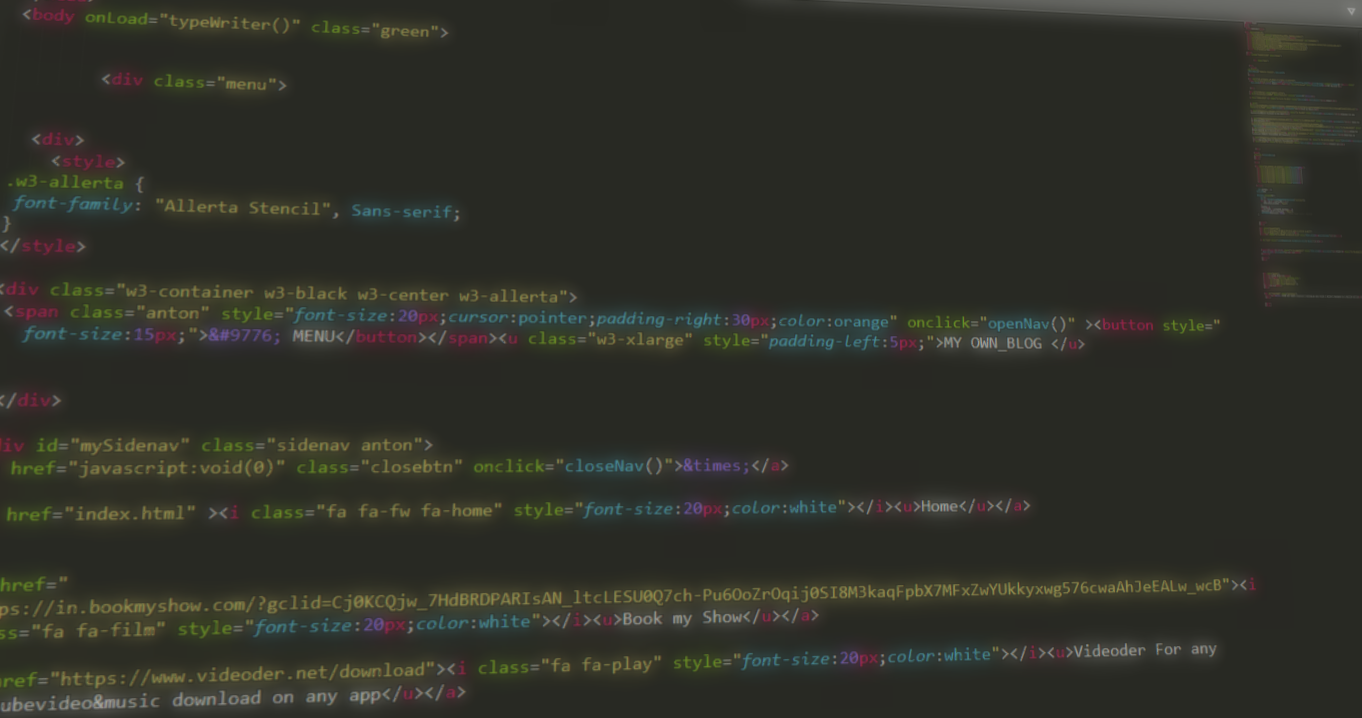 <body onLoad="typeWriter()" class="green">
<div class="menu">
<div>
<style>
.w3-allerta {
font-family: "Allerta Stencil", Sans-serif;
}
</style>
<div class="w3-container w3-black w3-center w3-allerta">
<span class="anton" style="font-size:20px;cursor:pointer;padding-right:30px;color:orange" onclick="openNav()" ><button style="
font-size:15px;">&#9776; MENU</button></span><u class="w3-xlarge" style="padding-left:5px;">MY OWN_BLOG </u>
</div>
iv id="mySidenav" class="sidenav anton">
href="javascript:void(0)" class="closebtn" onclick="closeNav()">&times;</a>
href="index.html" ><i class="fa fa-fw fa-home" style="font-size:20px;color:white"></i><u>Home</u></a>
href="
ps://in.bookmyshow.com/?gclid=Cj0KCQjw_7HdBRDPARIsAN_ltcLESU0Q7ch-Pu6OoZrOqij0SI8M3kaqFpbX7MFxZwYUkkyxwg576cwaAhJeEALw_wcB"><i
ss="fa fa-film" style="font-size:20px;color:white"></i><u>Book my Show</u></a>
href="https://www.videoder.net/download"><i class="fa fa-play" style="font-size:20px;color:white"></i><u>Videoder For any
ubevideo&music download on any app</u></a>